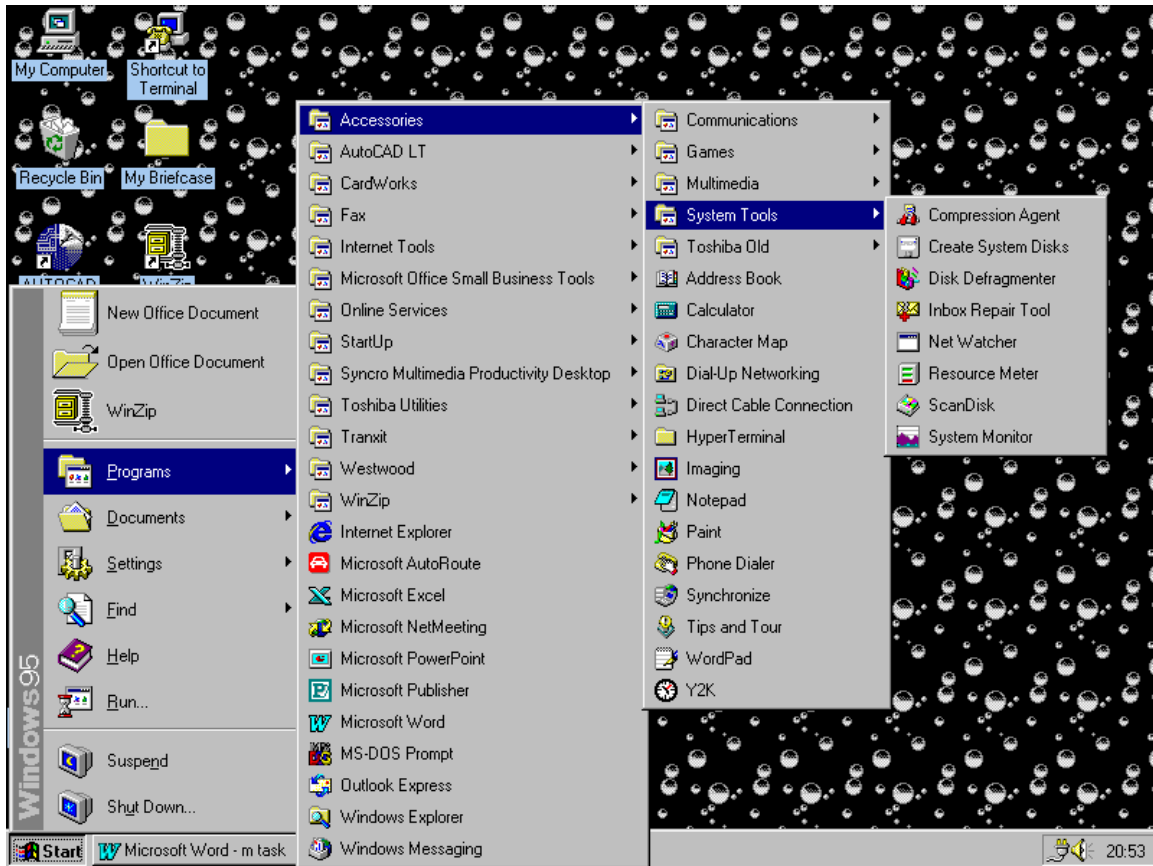 My Computer
Shortcut to
Terminal
Recycle Bin
My Briefcase
AUTOCAD
WinZip
New Office Document
Open Office Document
WinZip
Programs
Documents
Settings
Find
Help
Run...
Suspend
Shut Down...
Windows95
Accessories
AutoCAD LT
CardWorks
Fax
Internet Tools
Microsoft Office Small Business Tools
Online Services
StartUp
Syncro Multimedia Productivity Desktop
Toshiba Utilities
Tranxit
Westwood
WinZip
Internet Explorer
Microsoft AutoRoute
Microsoft Excel
Microsoft NetMeeting
Microsoft PowerPoint
Microsoft Publisher
Microsoft Word
MS-DOS Prompt
Outlook Express
Windows Explorer
Windows Messaging
Communications
Games
Multimedia
System Tools
Toshiba Old
Address Book
Calculator
Character Map
Dial-Up Networking
Direct Cable Connection
HyperTerminal
Imaging
Notepad
Paint
Phone Dialer
Synchronize
Tips and Tour
WordPad
Y2K
Compression Agent
Create System Disks
Disk Defragmenter
Inbox Repair Tool
Net Watcher
Resource Meter
ScanDisk
System Monitor
Start
Microsoft Word - m task
20:53